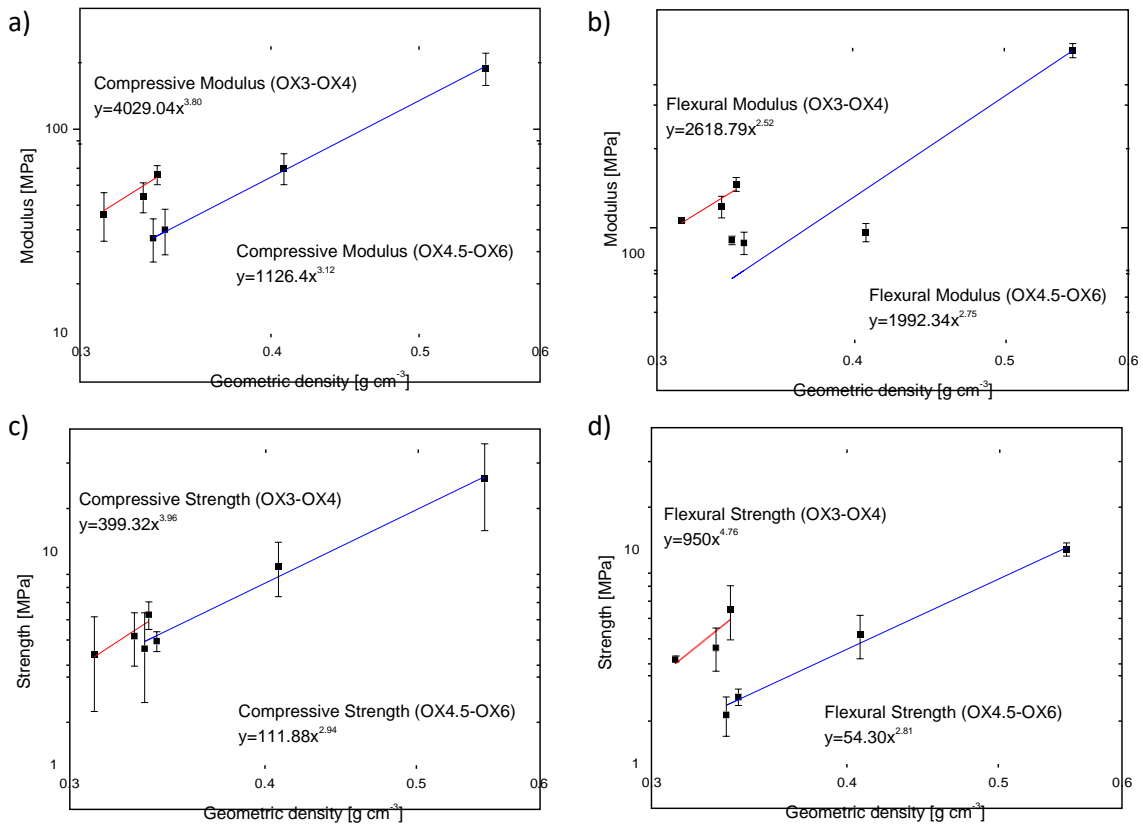 a)
Compressive Modulus (OX3-OX4)
y=4029.04x^3.80
100
Modulus [MPa]
Compressive Modulus (OX4.5-OX6)
y=1126.4x^3.12
10
0.3 0.4 0.5 0.6
Geometric density [g cm^-3]
b)
Flexural Modulus (OX3-OX4)
y=2618.79x^2.52
Modulus [MPa]
100
Flexural Modulus (OX4.5-OX6)
y=1992.34x^2.75
0.3 0.4 0.5 0.6
Geometric density [g cm^-3]
c)
Compressive Strength (OX3-OX4)
y=399.32x^3.96
10
Strength [MPa]
Compressive Strength (OX4.5-OX6)
y=111.88x^2.94
1
0.3 0.4 0.5 0.6
Geometric density [g cm^-3]
d)
Flexural Strength (OX3-OX4)
y=950x^4.76
10
Strength [MPa]
Flexural Strength (OX4.5-OX6)
y=54.30x^2.81
1
0.3 0.4 0.5 0.6
Geometric density [g cm^-3]